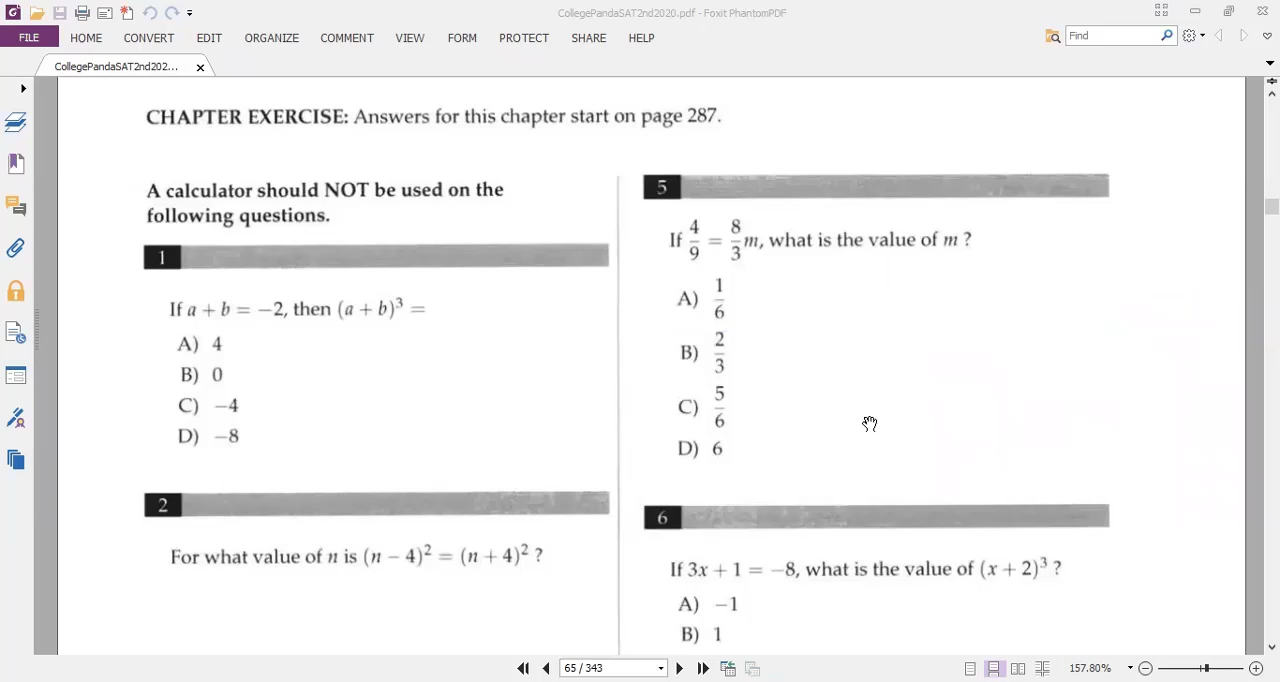 CollegePandaSAT2nd2020.pdf - Foxit PhantomPDF
FILE HOME CONVERT EDIT ORGANIZE COMMENT VIEW FORM PROTECT SHARE HELP
Find
CollegePandaSAT2nd202...
CHAPTER EXERCISE: Answers for this chapter start on page 287.
A calculator should NOT be used on the
following questions.
1
If a + b = −2, then (a + b)³ =
A) 4
B) 0
C) −4
D) −8
2
For what value of n is (n − 4)² = (n + 4)² ?
5
If 4/9 = 8/3 m, what is the value of m ?
A) 1/6
B) 2/3
C) 5/6
D) 6
6
If 3x + 1 = −8, what is the value of (x + 2)³ ?
A) −1
B) 1
65 / 343
157.80%